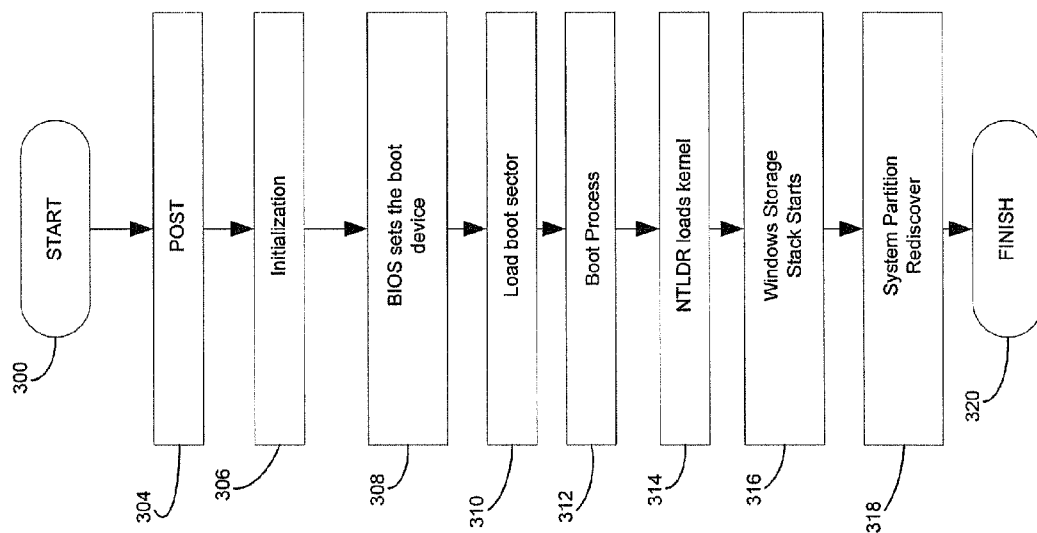 300
START
304
POST
306
Initialization
308
BIOS sets the boot
device
310
Load boot sector
312
Boot Process
314
NTLDR loads kernel
316
Windows Storage
Stack Starts
318
System Partition
Rediscover
320
FINISH